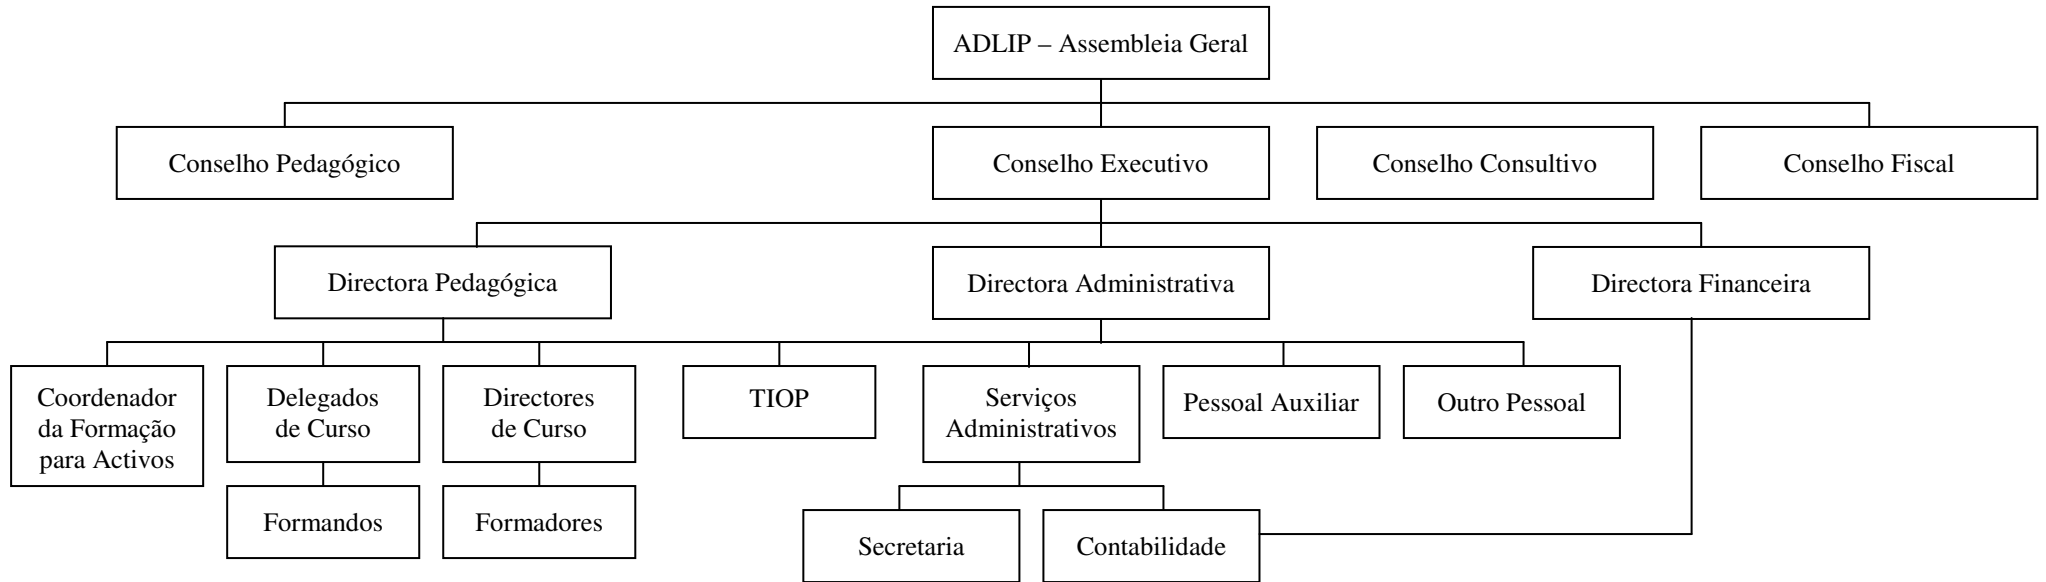 ADLIP – Assembleia Geral
Conselho Pedagógico
Conselho Executivo
Conselho Consultivo
Conselho Fiscal
Directora Pedagógica
Directora Administrativa
Directora Financeira
Coordenador
da Formação
para Activos
Delegados
de Curso
Directores
de Curso
TIOP
Serviços
Administrativos
Pessoal Auxiliar
Outro Pessoal
Formandos
Formadores
Secretaria
Contabilidade